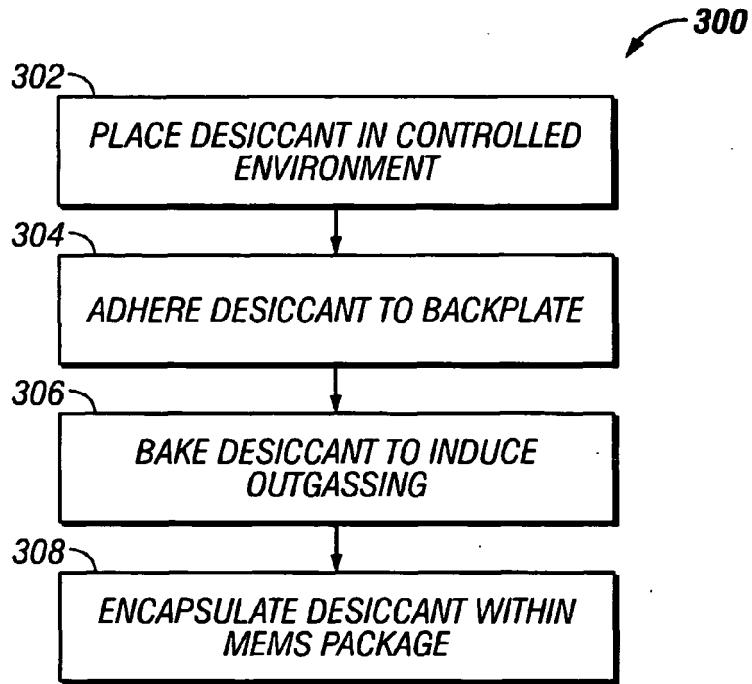 300
302
PLACE DESICCANT IN CONTROLLED
ENVIRONMENT
304
ADHERE DESICCANT TO BACKPLATE
306
BAKE DESICCANT TO INDUCE
OUTGASSING
308
ENCAPSULATE DESICCANT WITHIN
MEMS PACKAGE